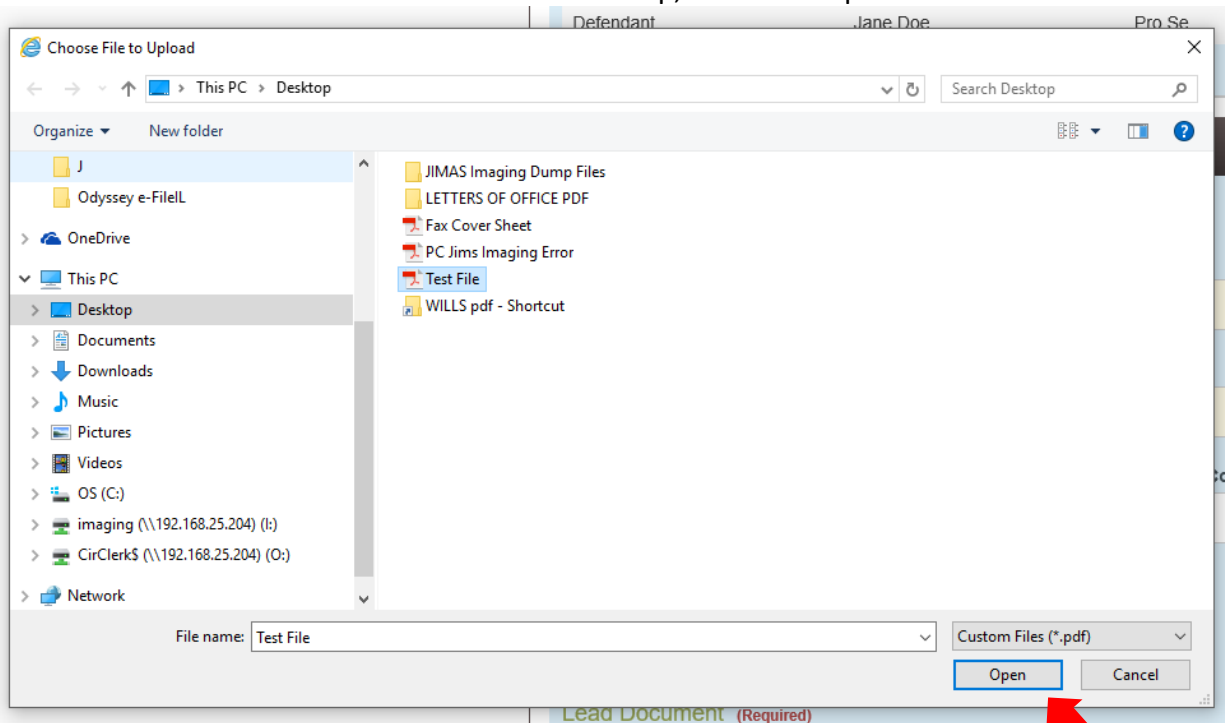 Defendant Jane Doe Pro Se
Choose File to Upload
This PC > Desktop
Search Desktop
Organize New folder
J
Odyssey e-FileIL
OneDrive
This PC
Desktop
Documents
Downloads
Music
Pictures
Videos
OS (C:)
imaging (\\192.168.25.204) (I:)
CirClerk$ (\\192.168.25.204) (O:)
Network
JIMAS Imaging Dump Files
LETTERS OF OFFICE PDF
Fax Cover Sheet
PC Jims Imaging Error
Test File
WILLS pdf - Shortcut
File name: Test File
Custom Files (*.pdf)
Open Cancel
Lead Document (Required)